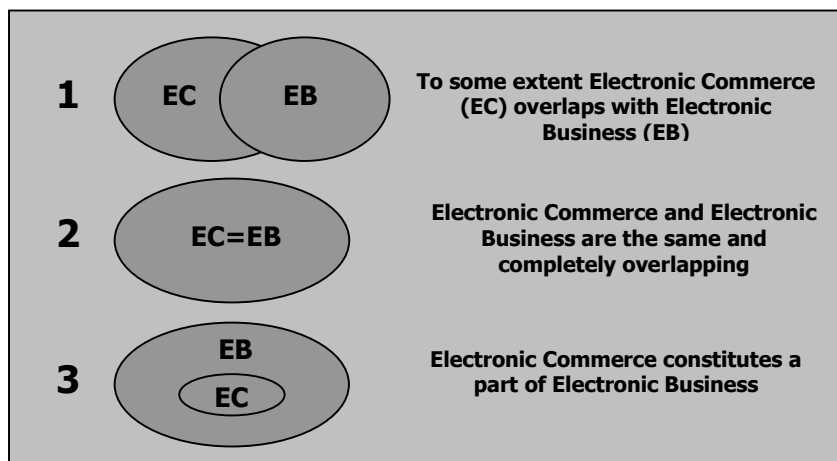 1
EC
EB
To some extent Electronic Commerce
(EC) overlaps with Electronic
Business (EB)
2
EC=EB
Electronic Commerce and Electronic
Business are the same and
completely overlapping
3
EB
EC
Electronic Commerce constitutes a
part of Electronic Business